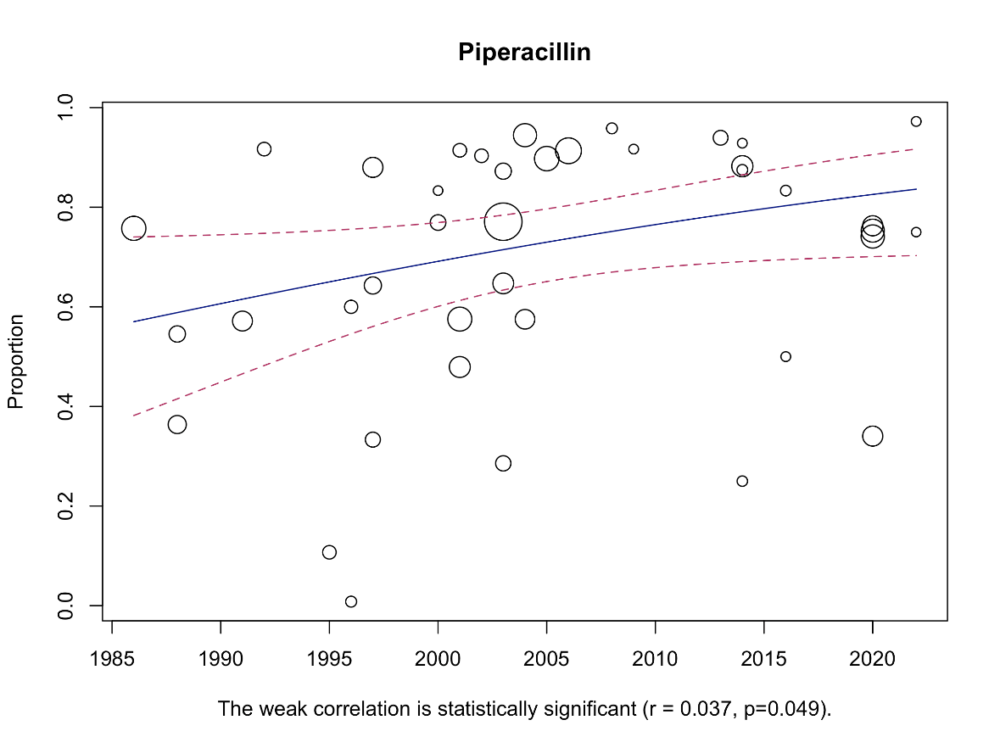 Piperacillin
Proportion
1.0
0.8
0.6
0.4
0.2
0.0
1985 1990 1995 2000 2005 2010 2015 2020
The weak correlation is statistically significant (r = 0.037, p=0.049).